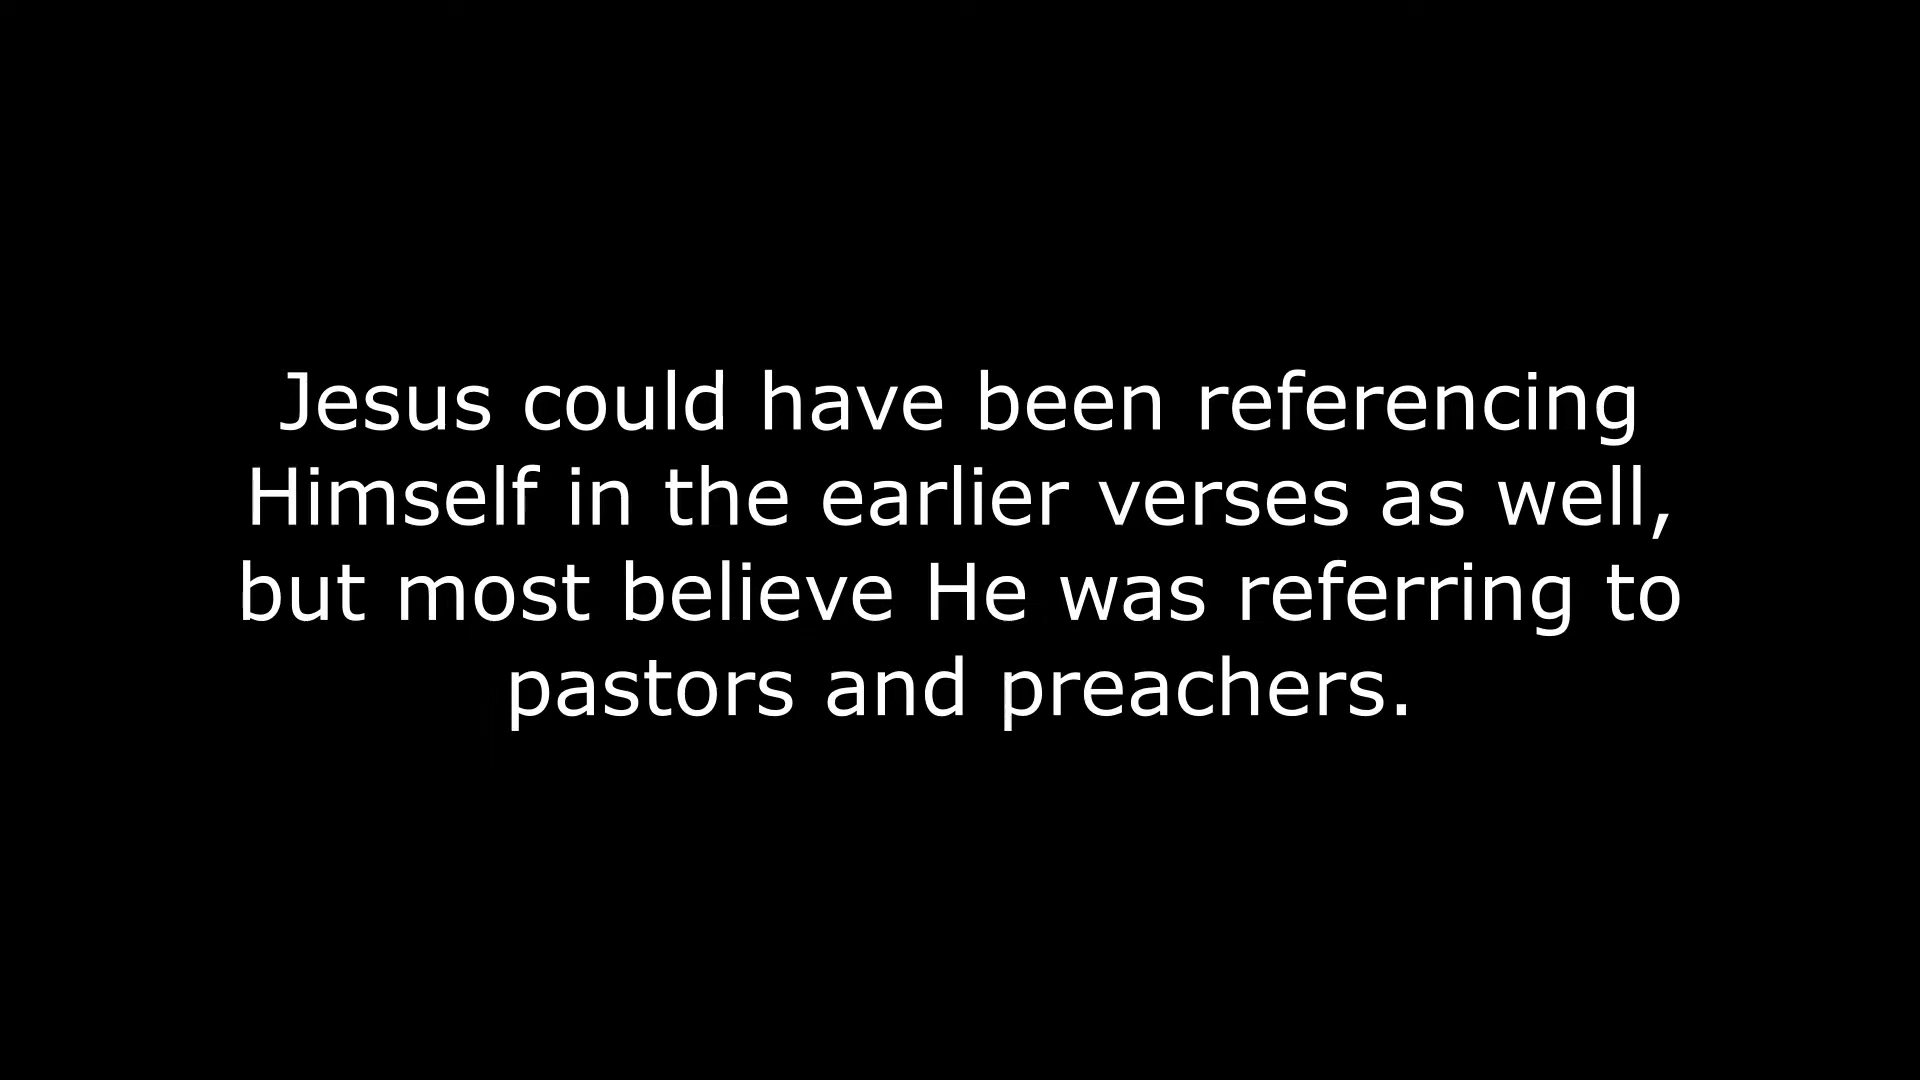 Jesus could have been referencing
Himself in the earlier verses as well,
but most believe He was referring to
pastors and preachers.